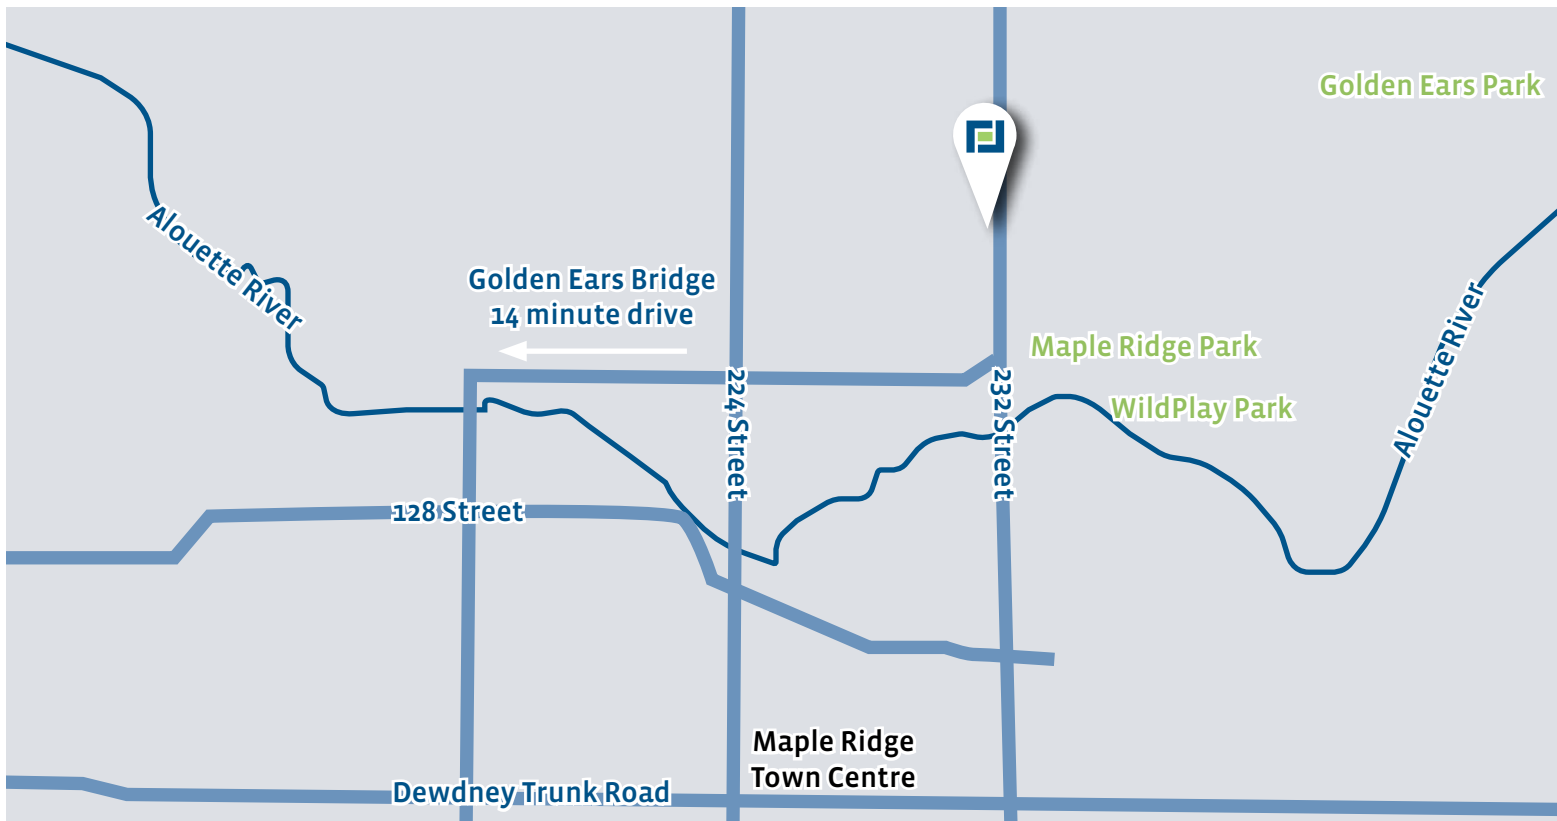 Golden Ears Park
Alouette River
Golden Ears Bridge
14 minute drive
Maple Ridge Park
WildPlay Park
224 Street
232 Street
Alouette River
128 Street
Maple Ridge
Town Centre
Dewdney Trunk Road